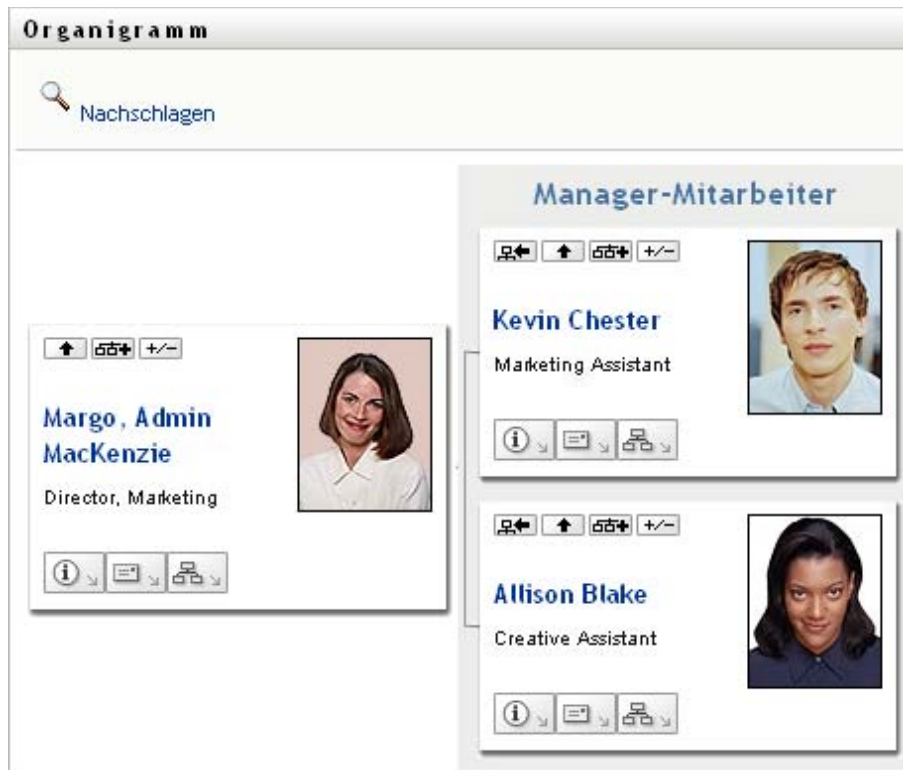 Organigramm
Nachschlagen
Manager-Mitarbeiter
+/-
Kevin Chester
Marketing Assistant
+/-
Margo, Admin
MacKenzie
Director, Marketing
+/-
Allison Blake
Creative Assistant